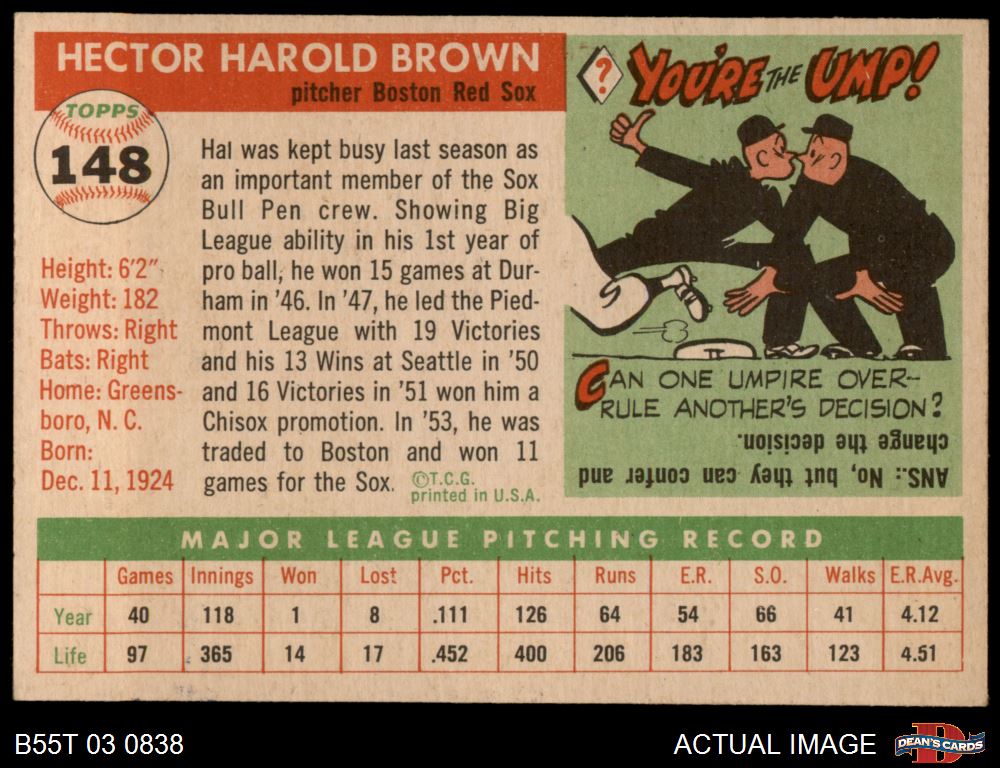 HECTOR HAROLD BROWN
pitcher Boston Red Sox
TOPPS
148
Height: 6'2"
Weight: 182
Throws: Right
Bats: Right
Home: Greens-
boro, N. C.
Born:
Dec. 11, 1924
Hal was kept busy last season as
an important member of the Sox
Bull Pen crew. Showing Big
League ability in his 1st year of
pro ball, he won 15 games at Dur-
ham in '46. In '47, he led the Pied-
mont League with 19 Victories
and his 13 Wins at Seattle in '50
and 16 Victories in '51 won him a
Chisox promotion. In '53, he was
traded to Boston and won 11
games for the Sox.
©T.C.G.
printed in U.S.A.
? YOU'RE THE UMP!
CAN ONE UMPIRE OVER-
RULE ANOTHER'S DECISION?
ANS.: No, but they can confer and
change the decision.
MAJOR LEAGUE PITCHING RECORD
Games Innings Won Lost Pct. Hits Runs E.R. S.O. Walks E.R.Avg.
Year 40 118 1 8 .111 126 64 54 66 41 4.12
Life 97 365 14 17 .452 400 206 183 163 123 4.51
B55T 03 0838
ACTUAL IMAGE
D
DEAN'S CARDS